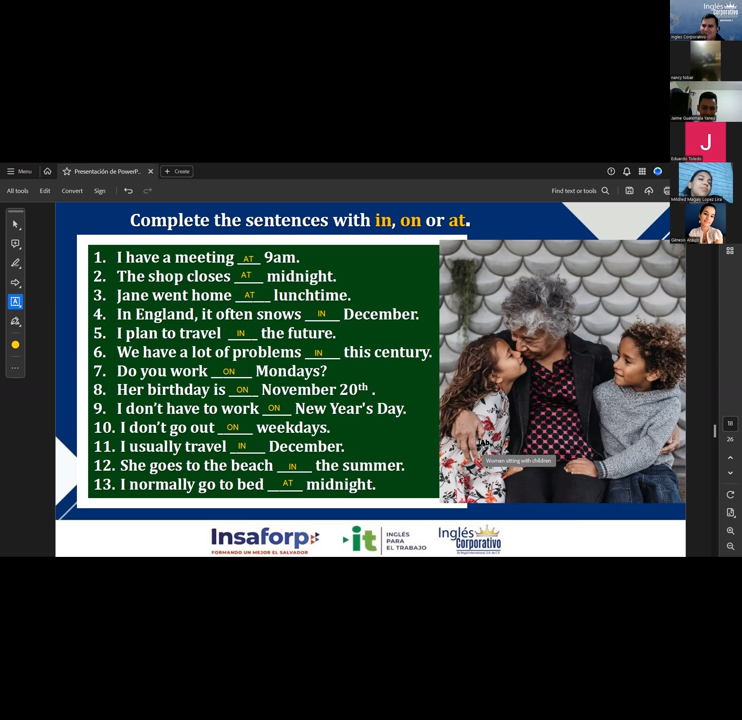 Inglés
Corporativo
Ingles Corporativo
nancy tobar
Jaime Guatemala Yanes
J
Eduardo Toledo
Mildred Magaly Lopez Lira
Menu
Presentación de PowerP...
Create
All tools
Edit
Convert
Sign
Find text or tools
Complete the sentences with in, on or at.
1. I have a meeting AT 9am.
2. The shop closes AT midnight.
3. Jane went home AT lunchtime.
4. In England, it often snows IN December.
5. I plan to travel IN the future.
6. We have a lot of problems IN this century.
7. Do you work ON Mondays?
8. Her birthday is ON November 20th .
9. I don't have to work ON New Year's Day.
10. I don't go out ON weekdays.
11. I usually travel IN December.
12. She goes to the beach IN the summer.
13. I normally go to bed AT midnight.
Women sitting with children
18
26
Insaforp
FORMANDO UN MEJOR EL SALVADOR
it
INGLÉS
PARA
EL TRABAJO
Inglés
Corporativo